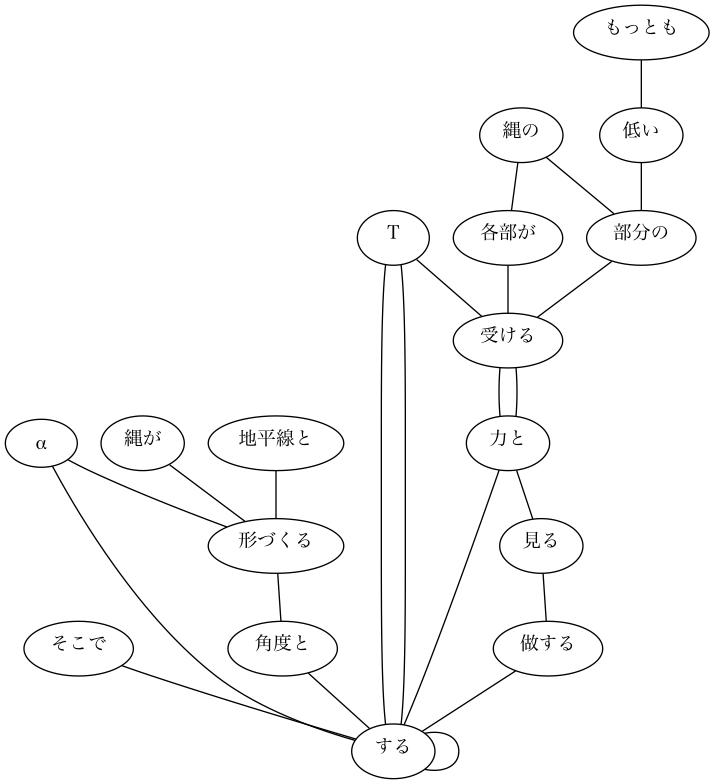 もっとも
縄の
低い
T
各部が
部分の
受ける
α
縄が
地平線と
力と
形づくる
見る
そこで
角度と
做する
する